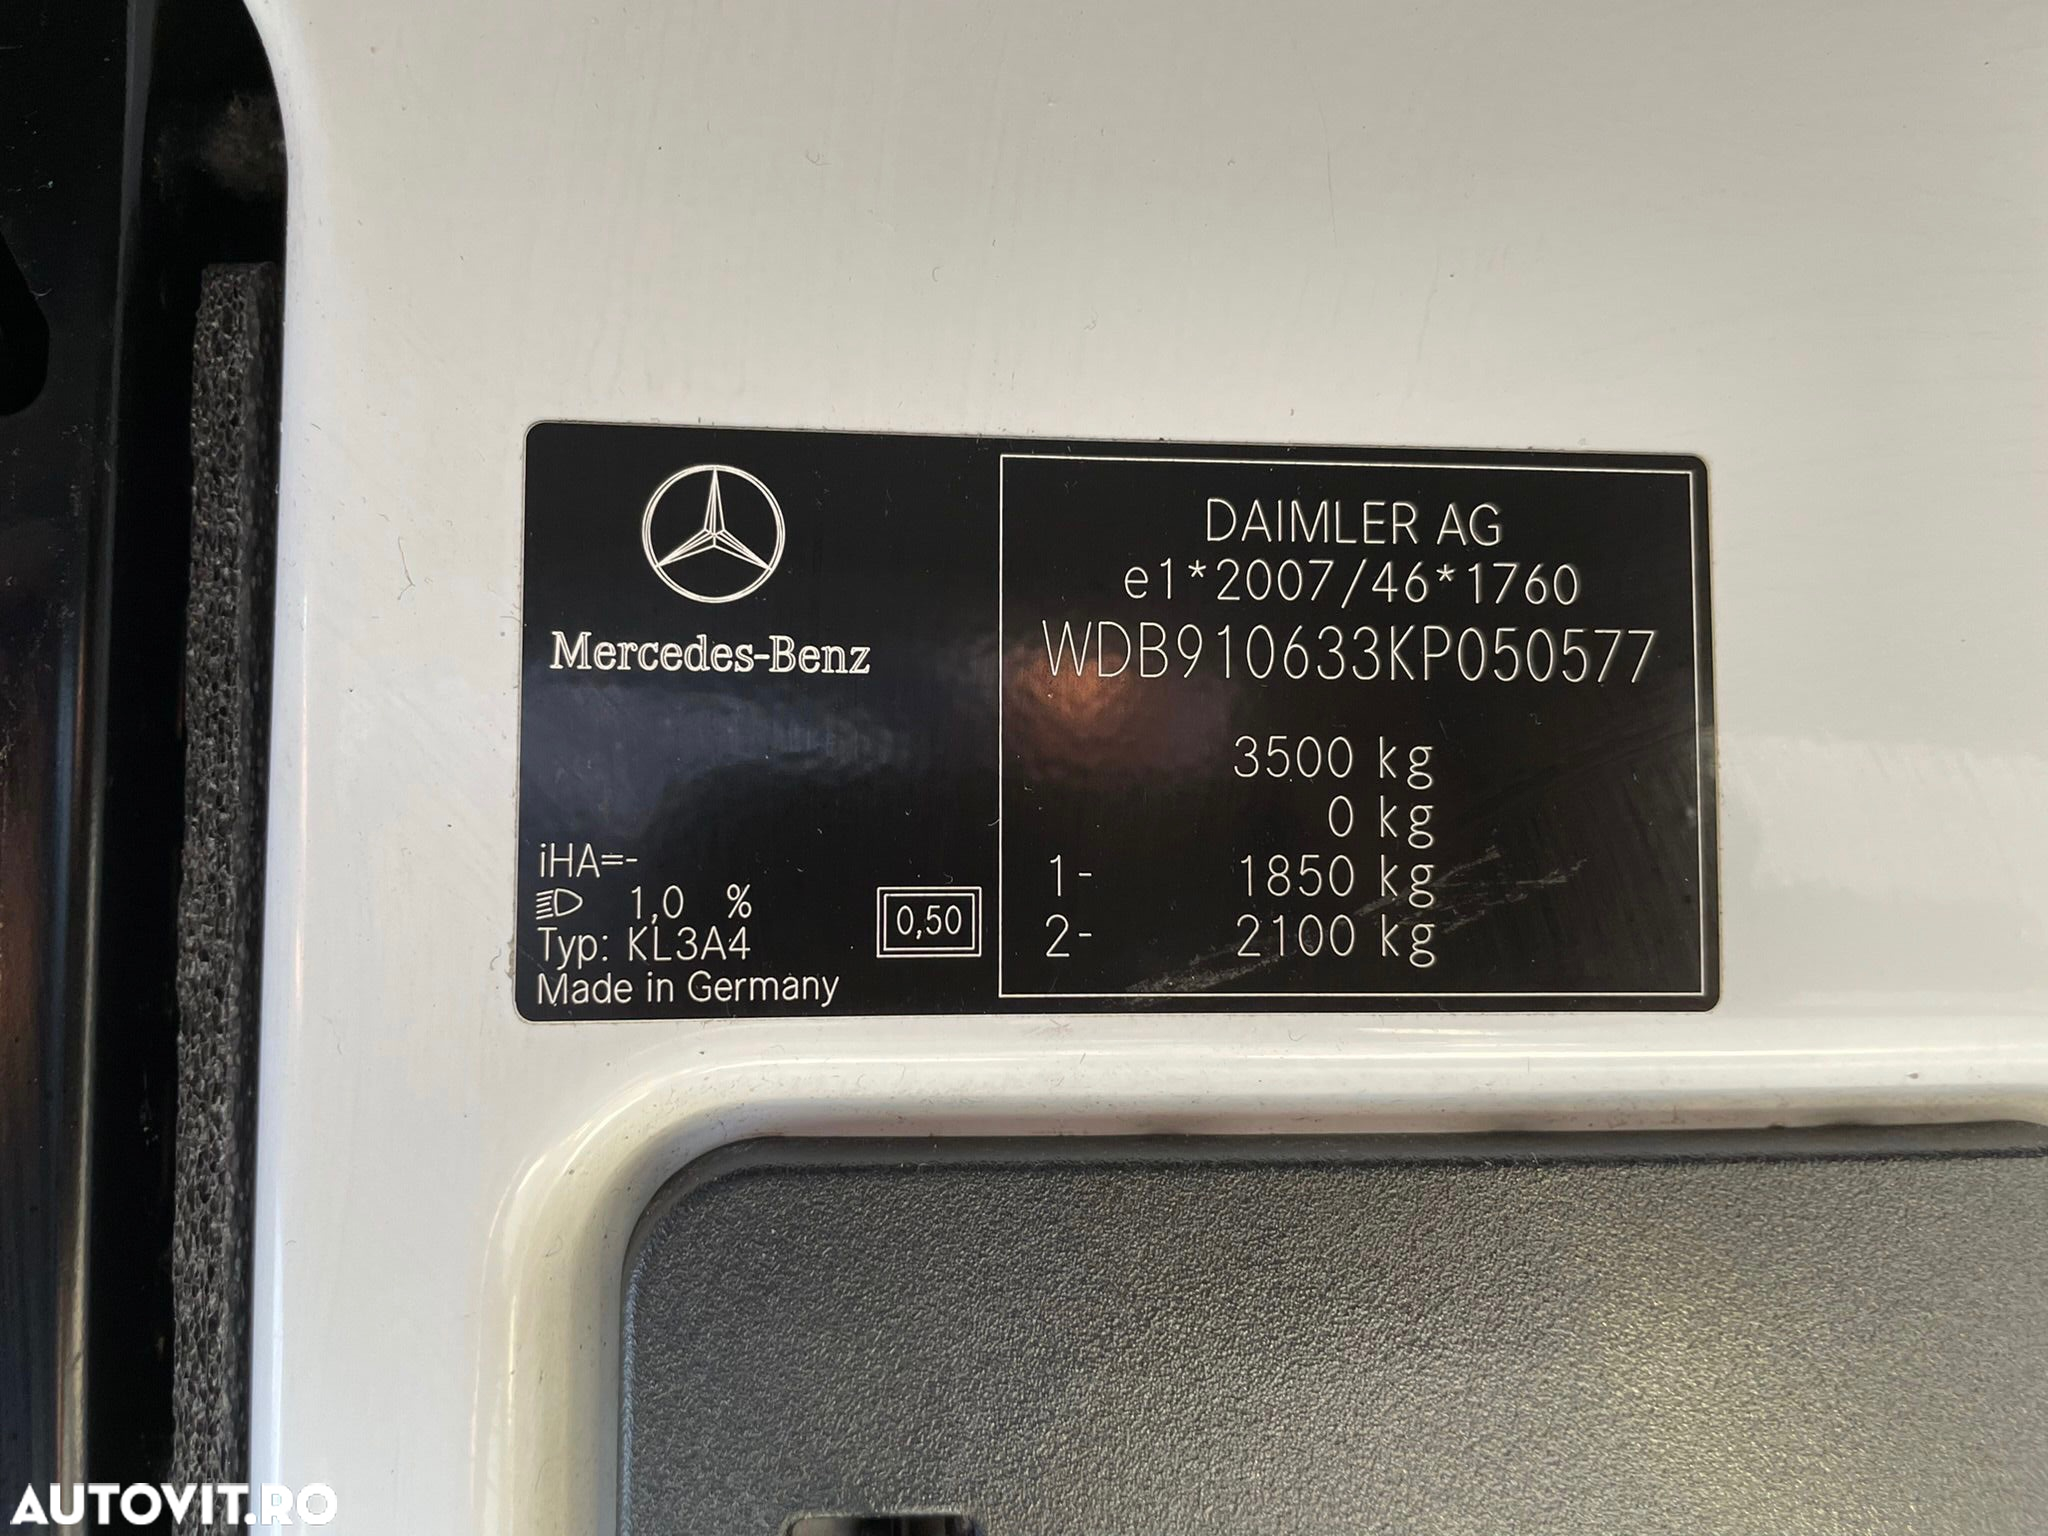 Mercedes-Benz
iHA=-
1,0 %
Typ: KL3A4
Made in Germany
0,50
DAIMLER AG
e1*2007/46*1760
WDB910633KP050577
3500 kg
0 kg
1- 1850 kg
2- 2100 kg
AUTOVIT.RO